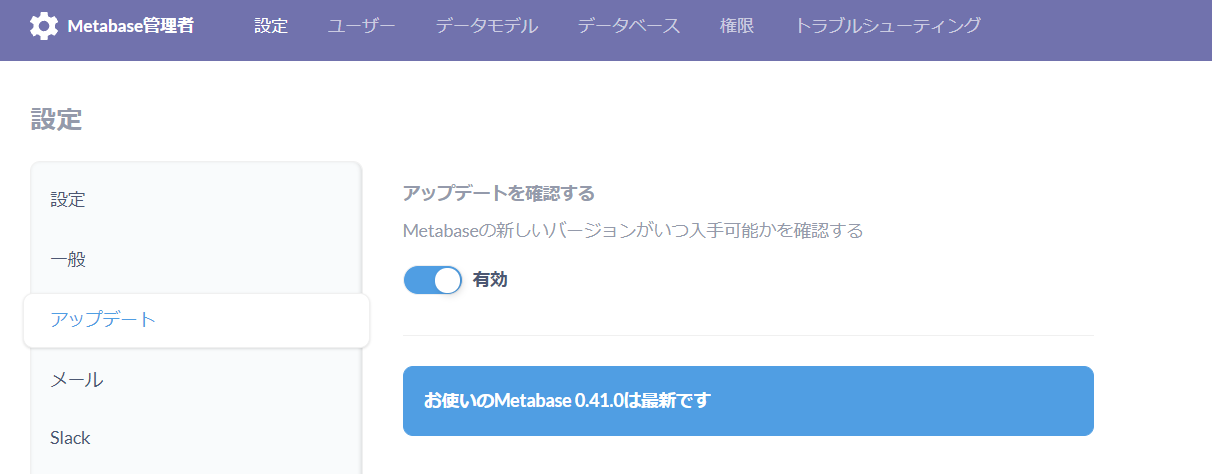 Metabase管理者 設定 ユーザー データモデル データベース 権限 トラブルシューティング
設定
設定
一般
アップデート
メール
Slack
アップデートを確認する
Metabaseの新しいバージョンがいつ入手可能かを確認する
有効
お使いのMetabase 0.41.0は最新です